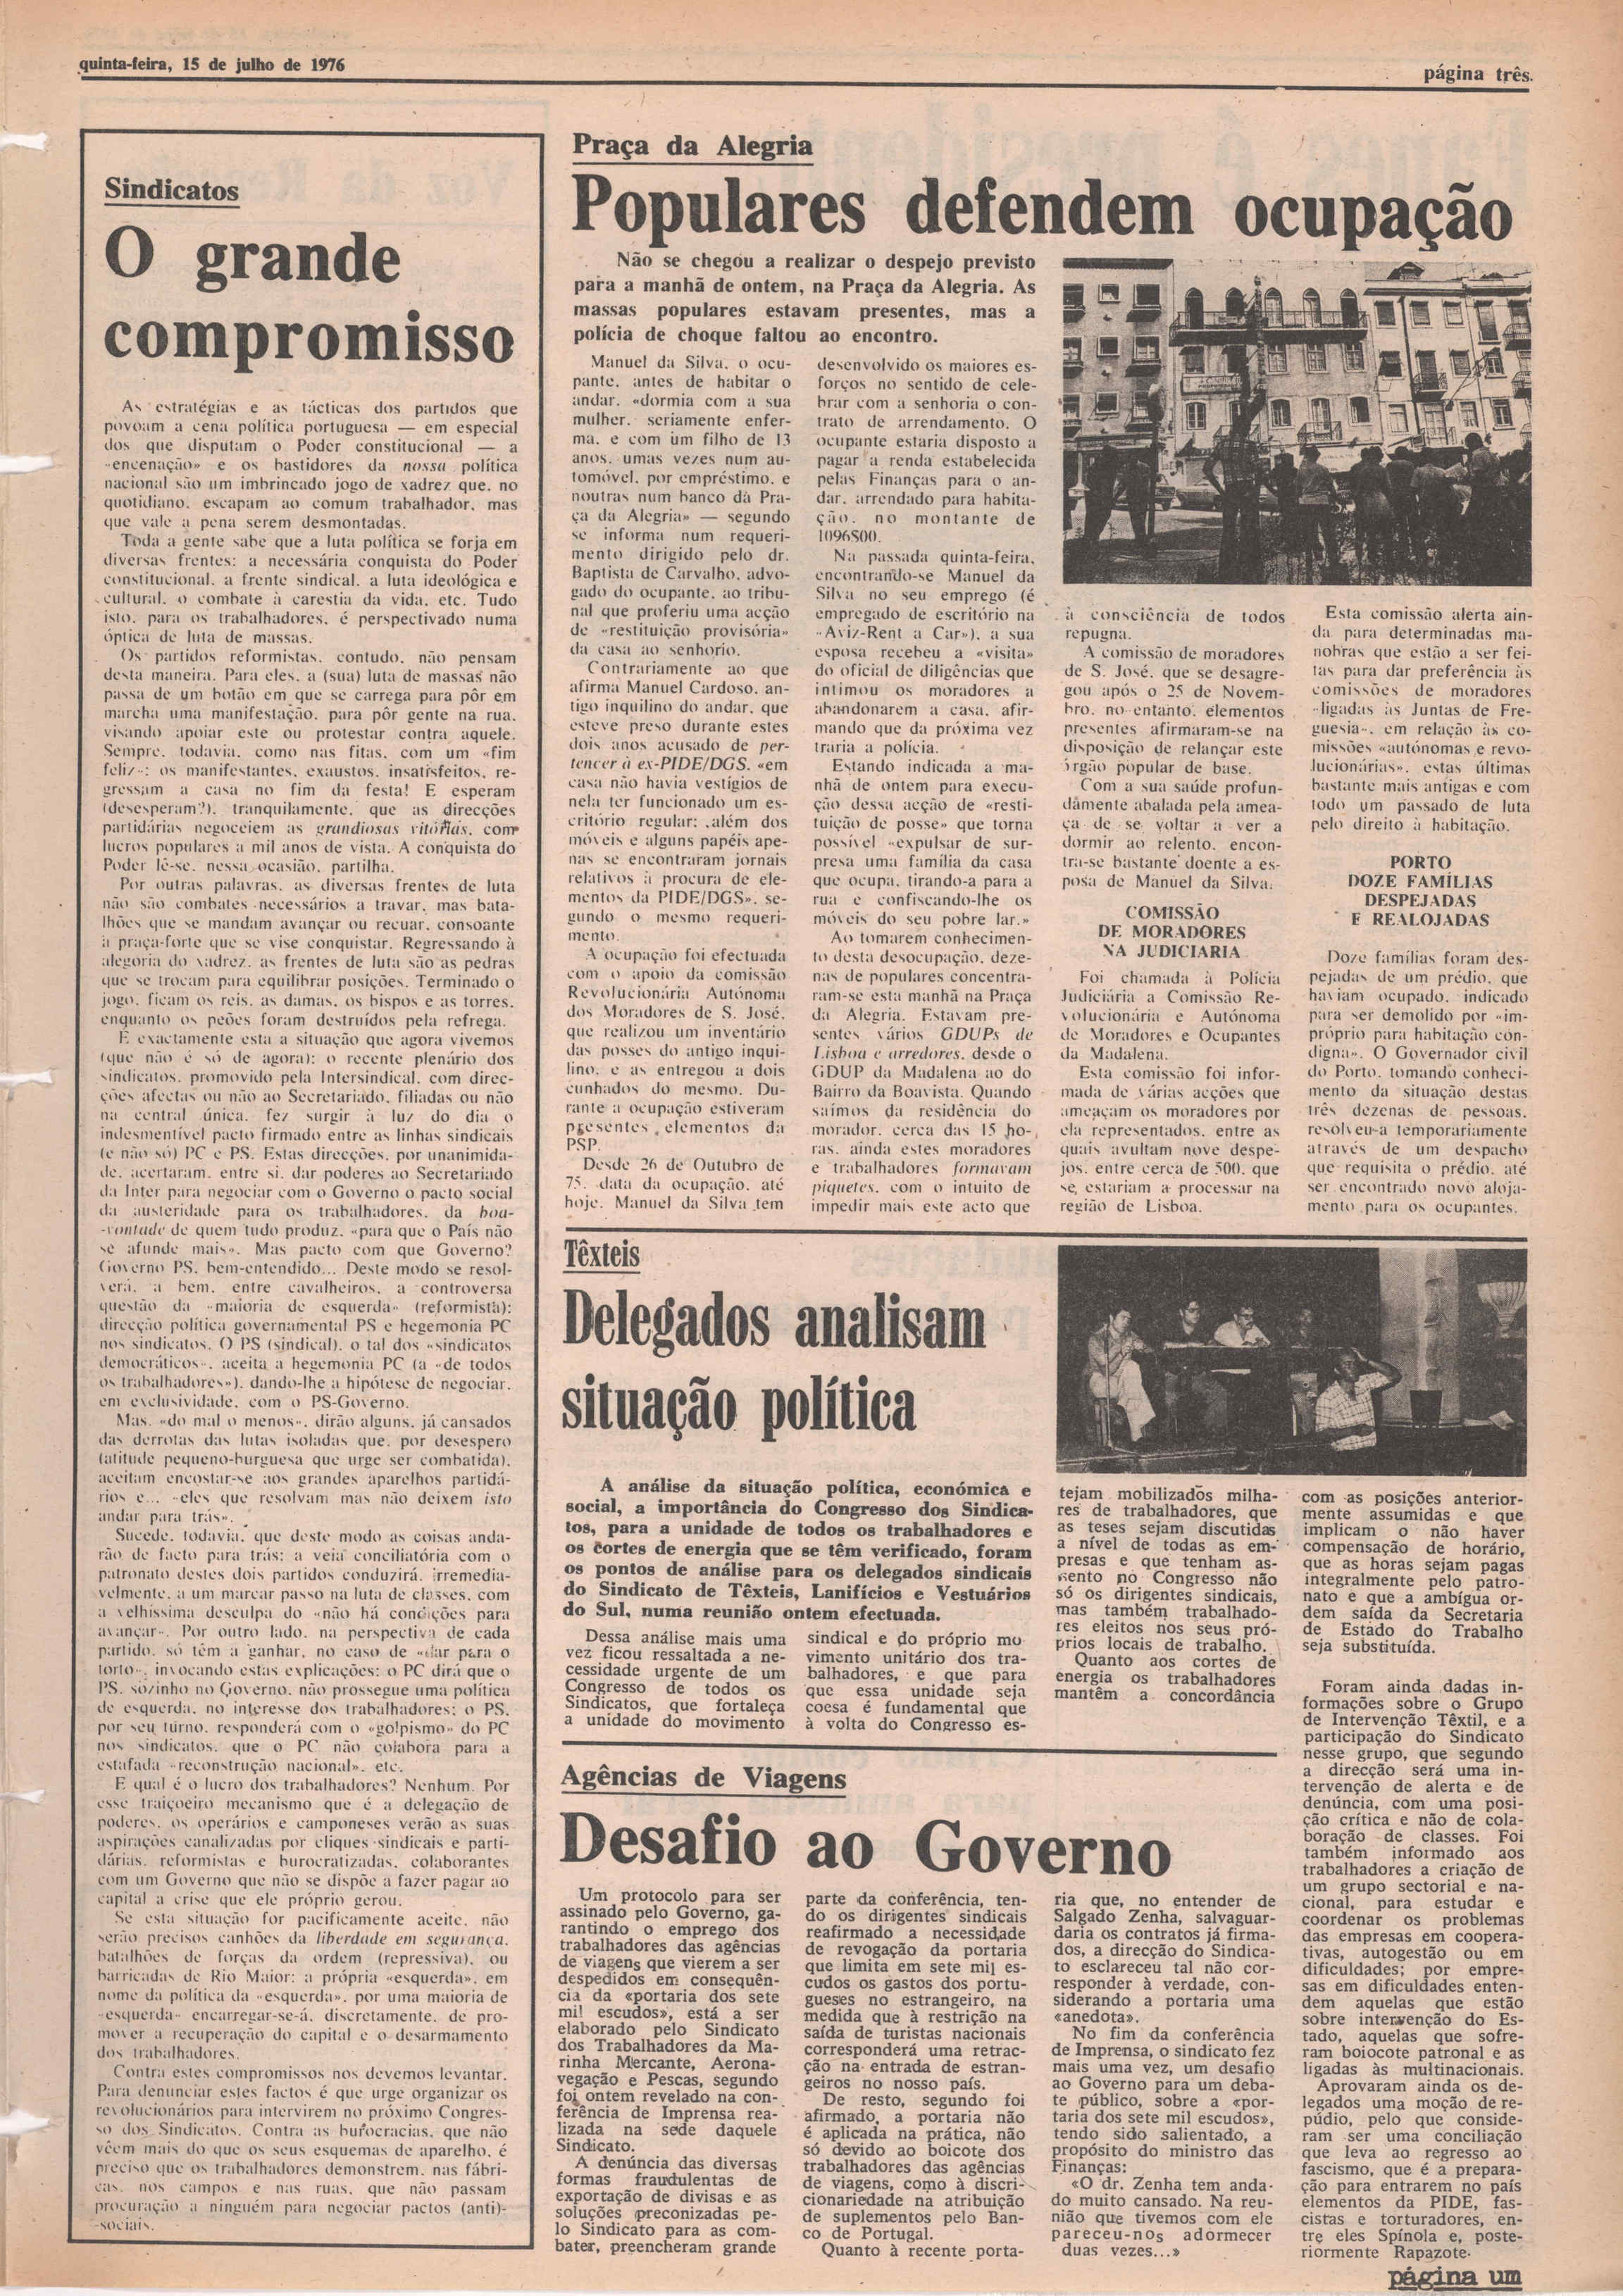 quinta-feira, 15 de julho de 1976
página três.
Sindicatos
O grande
compromisso
As estratégias e as tácticas dos partidos que
povoam a cena política portuguesa — em especial
dos que disputam o Poder constitucional — a
«encenação» e os bastidores da nossa política
nacional são um imbrincado jogo de xadrez que, no
quotidiano, escapam ao comum trabalhador, mas
que vale a pena serem desmontadas.
Toda a gente sabe que a luta política se forja em
diversas frentes: a necessária conquista do Poder
constitucional, a frente sindical, a luta ideológica e
cultural, o combate à carestia da vida, etc. Tudo
isto, para os trabalhadores, é perspectivado numa
óptica de luta de massas.
Os partidos reformistas, contudo, não pensam
desta maneira. Para eles, a (sua) luta de massas não
passa de um botão em que se carrega para pôr em
marcha uma manifestação, para pôr gente na rua,
visando apoiar este ou protestar contra aquele.
Sempre, todavia, como nas fitas, com um «fim
feliz»: os manifestantes, exaustos, insatisfeitos, re-
gressam a casa no fim da festa! E esperam
(desesperam?), tranquilamente, que as direcções
partidárias negoceiem as grandiosas vitórias, com
lucros populares a mil anos de vista. A conquista do
Poder lê-se, nessa ocasião, partilha.
Por outras palavras, as diversas frentes de luta
não são combates necessários a travar, mas bata-
lhões que se mandam avançar ou recuar, consoante
a praça-forte que se vise conquistar. Regressando à
alegoria do xadrez, as frentes de luta são as pedras
que se trocam para equilibrar posições. Terminado o
jogo, ficam os reis, as damas, os bispos e as torres,
enquanto os peões foram destruídos pela refrega.
E exactamente esta a situação que agora vivemos
(que não é só de agora): o recente plenário dos
sindicatos, promovido pela Intersindical, com direc-
ções afectas ou não ao Secretariado, filiadas ou não
na central única, fez surgir à luz do dia o
indesmentível pacto firmado entre as linhas sindicais
(e não só) PC e PS. Estas direcções, por unanimida-
de, acertaram, entre si, dar poderes ao Secretariado
da Inter para negociar com o Governo o pacto social
da austeridade para os trabalhadores, da boa-
-vontade de quem tudo produz, «para que o País não
se afunde mais». Mas pacto com que Governo?
Governo PS, bem-entendido... Deste modo se resol-
verá, a bem, entre cavalheiros, a controversa
questão da «maioria de esquerda» (reformista):
direcção política governamental PS e hegemonia PC
nos sindicatos. O PS (sindical), o tal dos «sindicatos
democráticos», aceita a hegemonia PC (a «de todos
os trabalhadores»), dando-lhe a hipótese de negociar,
em exclusividade, com o PS-Governo.
Mas, «do mal o menos», dirão alguns, já cansados
das derrotas das lutas isoladas que, por desespero
(atitude pequeno-burguesa que urge ser combatida),
aceitam encostar-se aos grandes aparelhos partidá-
rios e... «eles que resolvam mas não deixem isto
andar para trás».
Sucede, todavia, que deste modo as coisas anda-
rão de facto para trás: a veia conciliatória com o
patronato destes dois partidos conduzirá, irremedia-
velmente, a um marcar passo na luta de classes, com
a velhíssima desculpa do «não há condições para
avançar». Por outro lado, na perspectiva de cada
partido, só têm a ganhar, no caso de «dar para o
torto», invocando estas explicações: o PC dirá que o
PS, sozinho no Governo, não prossegue uma política
de esquerda, no interesse dos trabalhadores; o PS,
por seu turno, responderá com o «golpismo» do PC
nos sindicatos, que o PC não colabora para a
estafada «reconstrução nacional», etc.
E qual é o lucro dos trabalhadores? Nenhum. Por
esse traiçoeiro mecanismo que é a delegação de
poderes, os operários e camponeses verão as suas
aspirações canalizadas por cliques sindicais e parti-
dárias, reformistas e burocratizadas, colaborantes
com um Governo que não se dispõe a fazer pagar ao
capital a crise que ele próprio gerou.
Se esta situação for pacificamente aceite, não
serão precisos canhões da liberdade em segurança,
batalhões de forças da ordem (repressiva), ou
barricadas de Rio Maior: a própria «esquerda», em
nome da política da «esquerda», por uma maioria de
«esquerda» encarregar-se-á, discretamente, de pro-
mover a recuperação do capital e o desarmamento
dos trabalhadores.
Contra estes compromissos nos devemos levantar.
Para denunciar estes factos é que urge organizar os
revolucionários para intervirem no próximo Congres-
so dos Sindicatos. Contra as burocracias, que não
vêem mais do que os seus esquemas de aparelho, é
preciso que os trabalhadores demonstrem, nas fábri-
cas, nos campos e nas ruas, que não passam
procuração a ninguém para negociar pactos (anti)-
-sociais.
Praça da Alegria
Populares defendem ocupação
Não se chegou a realizar o despejo previsto
para a manhã de ontem, na Praça da Alegria. As
massas populares estavam presentes, mas a
polícia de choque faltou ao encontro.
Manuel da Silva, o ocu-
pante, antes de habitar o
andar, «dormia com a sua
mulher, seriamente enfer-
ma, e com um filho de 13
anos, umas vezes num au-
tomóvel, por empréstimo, e
noutras num banco da Pra-
ça da Alegria» — segundo
se informa num requeri-
mento dirigido pelo dr.
Baptista de Carvalho, advo-
gado do ocupante, ao tribu-
nal que proferiu uma acção
de «restituição provisória»
da casa ao senhorio.
Contrariamente ao que
afirma Manuel Cardoso, an-
tigo inquilino do andar, que
esteve preso durante estes
dois anos acusado de per-
tencer à ex-PIDE/DGS, «em
casa não havia vestígios de
nela ter funcionado um es-
critório regular; além dos
móveis e alguns papéis ape-
nas se encontraram jornais
relativos à procura de ele-
mentos da PIDE/DGS», se-
gundo o mesmo requeri-
mento.
A ocupação foi efectuada
com o apoio da comissão
Revolucionária Autónoma
dos Moradores de S. José,
que realizou um inventário
das posses do antigo inqui-
lino, e as entregou a dois
cunhados do mesmo. Du-
rante a ocupação estiveram
presentes elementos da
PSP.
Desde 26 de Outubro de
75, data da ocupação, até
hoje, Manuel da Silva tem
desenvolvido os maiores es-
forços no sentido de cele-
brar com a senhoria o con-
trato de arrendamento. O
ocupante estaria disposto a
pagar a renda estabelecida
pelas Finanças para o an-
dar, arrendado para habita-
ção, no montante de
1096$00.
Na passada quinta-feira,
encontrando-se Manuel da
Silva no seu emprego (é
empregado de escritório na
«Aviz-Rent a Car»), a sua
esposa recebeu a «visita»
do oficial de diligências que
intimou os moradores a
abandonarem a casa, afir-
mando que da próxima vez
traria a polícia.
Estando indicada a ma-
nhã de ontem para execu-
ção dessa acção de «resti-
tuição de posse» que torna
possível «expulsar de sur-
presa uma família da casa
que ocupa, tirando-a para a
rua e confiscando-lhe os
móveis do seu pobre lar.»
Ao tomarem conhecimen-
to desta desocupação, deze-
nas de populares concentra-
ram-se esta manhã na Praça
da Alegria. Estavam pre-
sentes vários GDUPs de
Lisboa e arredores, desde o
GDUP da Madalena ao do
Bairro da Boavista. Quando
saímos da residência do
morador, cerca das 15 ho-
ras, ainda estes moradores
e trabalhadores formavam
piquetes, com o intuito de
impedir mais este acto que
à consciência de todos
repugna.
A comissão de moradores
de S. José, que se desagre-
gou após o 25 de Novem-
bro, no entanto, elementos
presentes afirmaram-se na
disposição de relançar este
órgão popular de base.
Com a sua saúde profun-
dâmente abalada pela amea-
ça de se voltar a ver a
dormir ao relento, encon-
tra-se bastante doente a es-
posa de Manuel da Silva.
COMISSÃO
DE MORADORES
NA JUDICIARIA
Foi chamada à Polícia
Judiciária a Comissão Re-
volucionária e Autónoma
de Moradores e Ocupantes
da Madalena.
Esta comissão foi infor-
mada de várias acções que
ameaçam os moradores por
ela representados, entre as
quais avultam nove despe-
jos, entre cerca de 500, que
se estariam a processar na
região de Lisboa.
Esta comissão alerta ain-
da para determinadas ma-
nobras que estão a ser fei-
tas para dar preferência às
comissões de moradores
«ligadas às Juntas de Fre-
guesia», em relação às co-
missões «autónomas e revo-
lucionárias», estas últimas
bastante mais antigas e com
todo um passado de luta
pelo direito à habitação.
PORTO
DOZE FAMÍLIAS
DESPEJADAS
E REALOJADAS
Doze famílias foram des-
pejadas de um prédio, que
haviam ocupado, indicado
para ser demolido por «im-
próprio para habitação con-
digna». O Governador civil
do Porto, tomando conheci-
mento da situação destas
três dezenas de pessoas,
resolveu-a temporariamente
através de um despacho
que requisita o prédio, até
ser encontrado novo aloja-
mento para os ocupantes.
Têxteis
Delegados analisam
situação política
A análise da situação política, económica e
social, a importância do Congresso dos Sindica-
tos, para a unidade de todos os trabalhadores e
os cortes de energia que se têm verificado, foram
os pontos de análise para os delegados sindicais
do Sindicato de Têxteis, Lanifícios e Vestuários
do Sul, numa reunião ontem efectuada.
Dessa análise mais uma
vez ficou ressaltada a ne-
cessidade urgente de um
Congresso de todos os
Sindicatos, que fortaleça
a unidade do movimento
sindical e do próprio mo
vimento unitário dos tra-
balhadores, e que para
que essa unidade seja
coesa é fundamental que
à volta do Congresso es-
tejam mobilizados milha-
res de trabalhadores, que
as teses sejam discutidas
a nível de todas as em-
presas e que tenham as-
sento no Congresso não
só os dirigentes sindicais,
mas também trabalhado-
res eleitos nos seus pró-
prios locais de trabalho.
Quanto aos cortes de
energia os trabalhadores
mantêm a concordância
com as posições anterior-
mente assumidas e que
implicam o não haver
compensação de horário,
que as horas sejam pagas
integralmente pelo patro-
nato e que a ambígua or-
dem saída da Secretaria
de Estado do Trabalho
seja substituída.
Foram ainda dadas in-
formações sobre o Grupo
de Intervenção Têxtil, e a
participação do Sindicato
nesse grupo, que segundo
a direcção será uma in-
tervenção de alerta e de
denúncia, com uma posi-
ção crítica e não de cola-
boração de classes. Foi
também informado aos
trabalhadores a criação de
um grupo sectorial e na-
cional, para estudar e
coordenar os problemas
das empresas em coopera-
tivas, autogestão ou em
dificuldades; por empre-
sas em dificuldades enten-
dem aquelas que estão
sobre intervenção do Es-
tado, aquelas que sofre-
ram boiocote patronal e as
ligadas às multinacionais.
Aprovaram ainda os de-
legados uma moção de re-
púdio, pelo que conside-
ram ser uma conciliação
que leva ao regresso ao
fascismo, que é a prepara-
ção para entrarem no país
elementos da PIDE, fas-
cistas e torturadores, en-
tre eles Spínola e, poste-
riormente Rapazote.
Agências de Viagens
Desafio ao Governo
Um protocolo para ser
assinado pelo Governo, ga-
rantindo o emprego dos
trabalhadores das agências
de viagens que vierem a ser
despedidos em consequên-
cia da «portaria dos sete
mil escudos», está a ser
elaborado pelo Sindicato
dos Trabalhadores da Ma-
rinha Mercante, Aerona-
vegação e Pescas, segundo
foi ontem revelado na con-
ferência de Imprensa rea-
lizada na sede daquele
Sindicato.
A denúncia das diversas
formas fraudulentas de
exportação de divisas e as
soluções preconizadas pe-
lo Sindicato para as com-
bater, preencheram grande
parte da conferência, ten-
do os dirigentes sindicais
reafirmado a necessidade
de revogação da portaria
que limita em sete mil es-
cudos os gastos dos portu-
gueses no estrangeiro, na
medida que à restrição na
saída de turistas nacionais
corresponderá uma retrac-
ção na entrada de estran-
geiros no nosso país.
De resto, segundo foi
afirmado, a portaria não
é aplicada na prática, não
só devido ao boicote dos
trabalhadores das agências
de viagens, como à discri-
cionariedade na atribuição
de suplementos pelo Ban-
co de Portugal.
Quanto à recente porta-
ria que, no entender de
Salgado Zenha, salvaguar-
daria os contratos já firma-
dos, a direcção do Sindica-
to esclareceu tal não cor-
responder à verdade, con-
siderando a portaria uma
«anedota».
No fim da conferência
de Imprensa, o sindicato fez
mais uma vez, um desafio
ao Governo para um deba-
te público, sobre a «por-
taria dos sete mil escudos»,
tendo sido salientado, a
propósito do ministro das
Finanças:
«O dr. Zenha tem anda-
do muito cansado. Na reu-
nião que tivemos com ele
pareceu-nos adormecer
duas vezes...»
página um